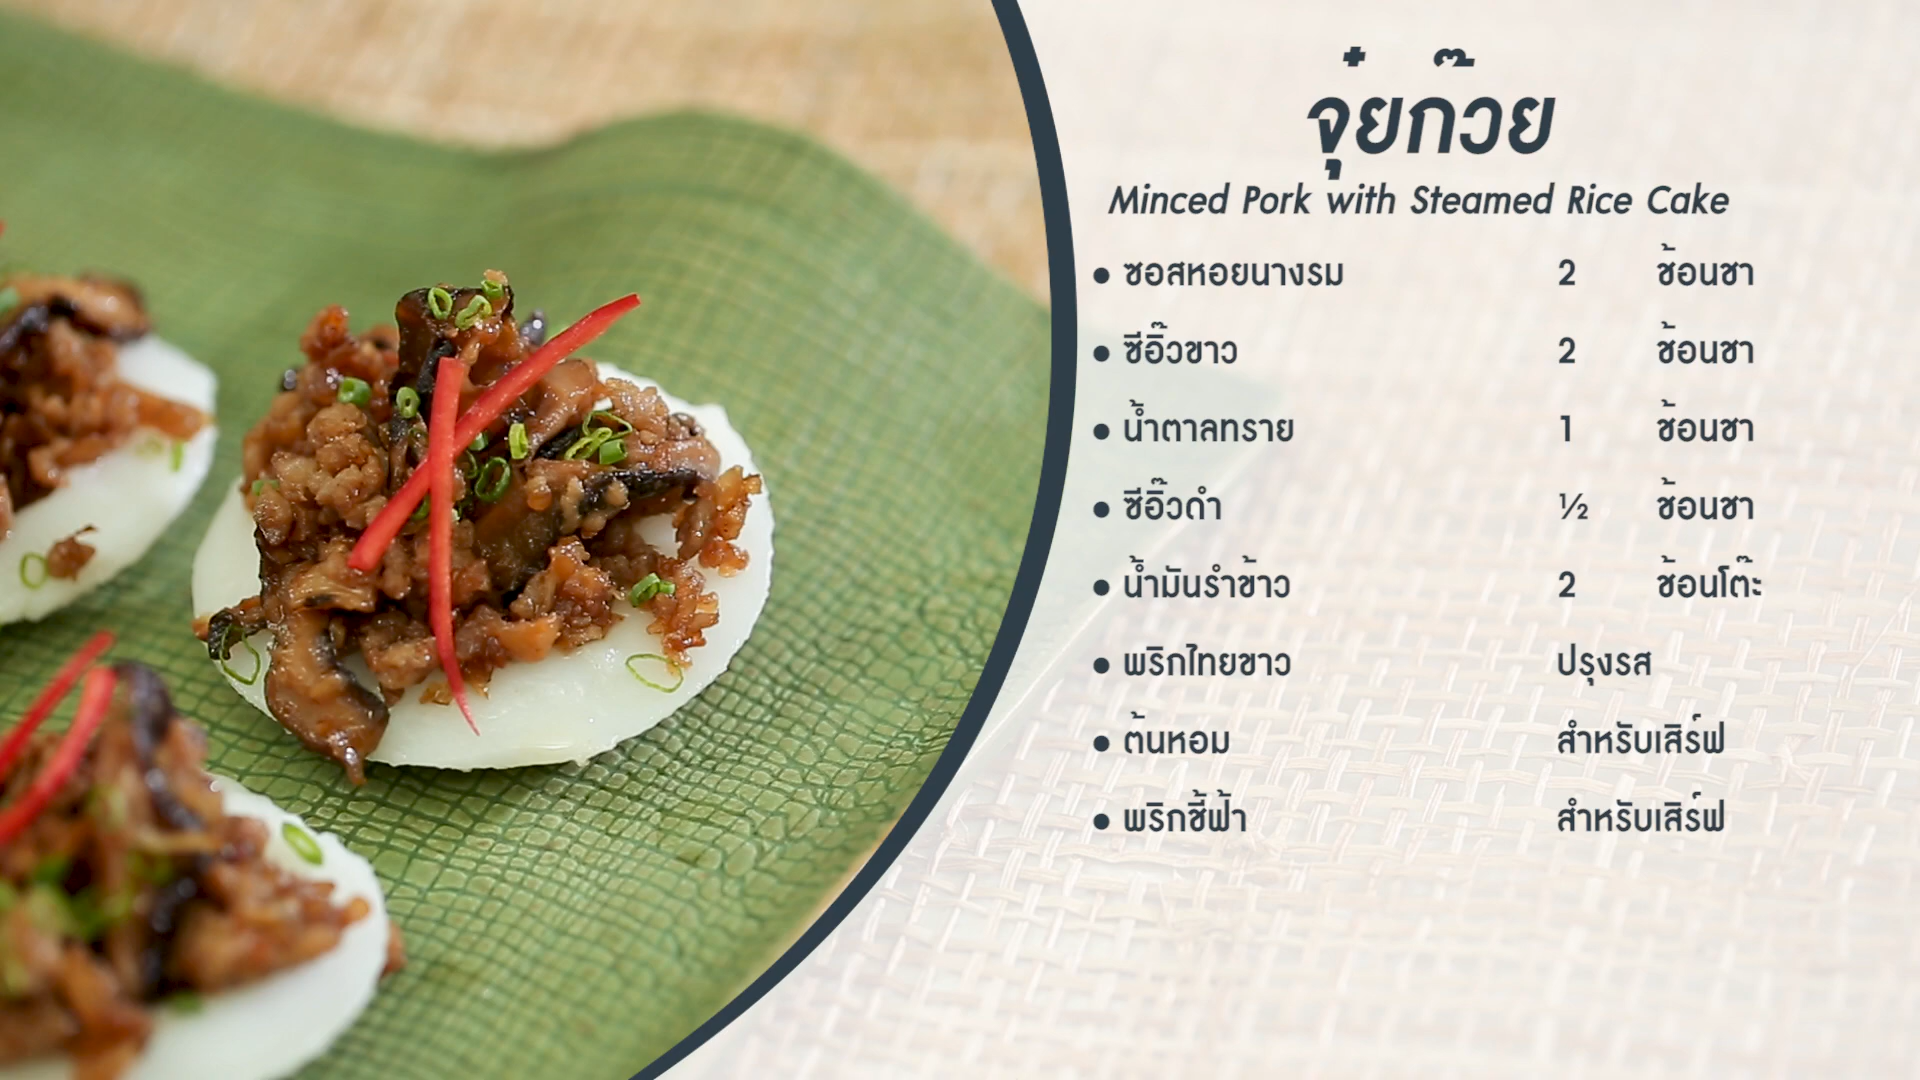 จุ๋ยก๊วย
Minced Pork with Steamed Rice Cake
• ซอสหอยนางรม 2 ช้อนชา
• ซีอิ๊วขาว 2 ช้อนชา
• น้ำตาลทราย 1 ช้อนชา
• ซีอิ๊วดำ ½ ช้อนชา
• น้ำมันรำข้าว 2 ช้อนโต๊ะ
• พริกไทยขาว ปรุงรส
• ต้นหอม สำหรับเสิร์ฟ
• พริกชี้ฟ้า สำหรับเสิร์ฟ